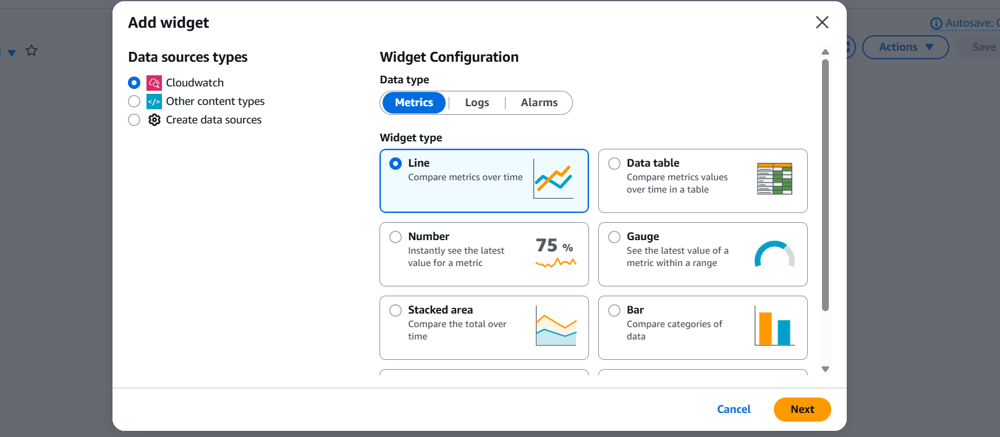 Add widget
Autosave:
Actions
Save
Data sources types
Cloudwatch
</> Other content types
Create data sources
Widget Configuration
Data type
Metrics
Logs
Alarms
Widget type
Line
Compare metrics over time
Data table
Compare metrics values
over time in a table
Number
Instantly see the latest
value for a metric
75 %
Gauge
See the latest value of a
metric within a range
Stacked area
Compare the total over
time
Bar
Compare categories of
data
Cancel
Next